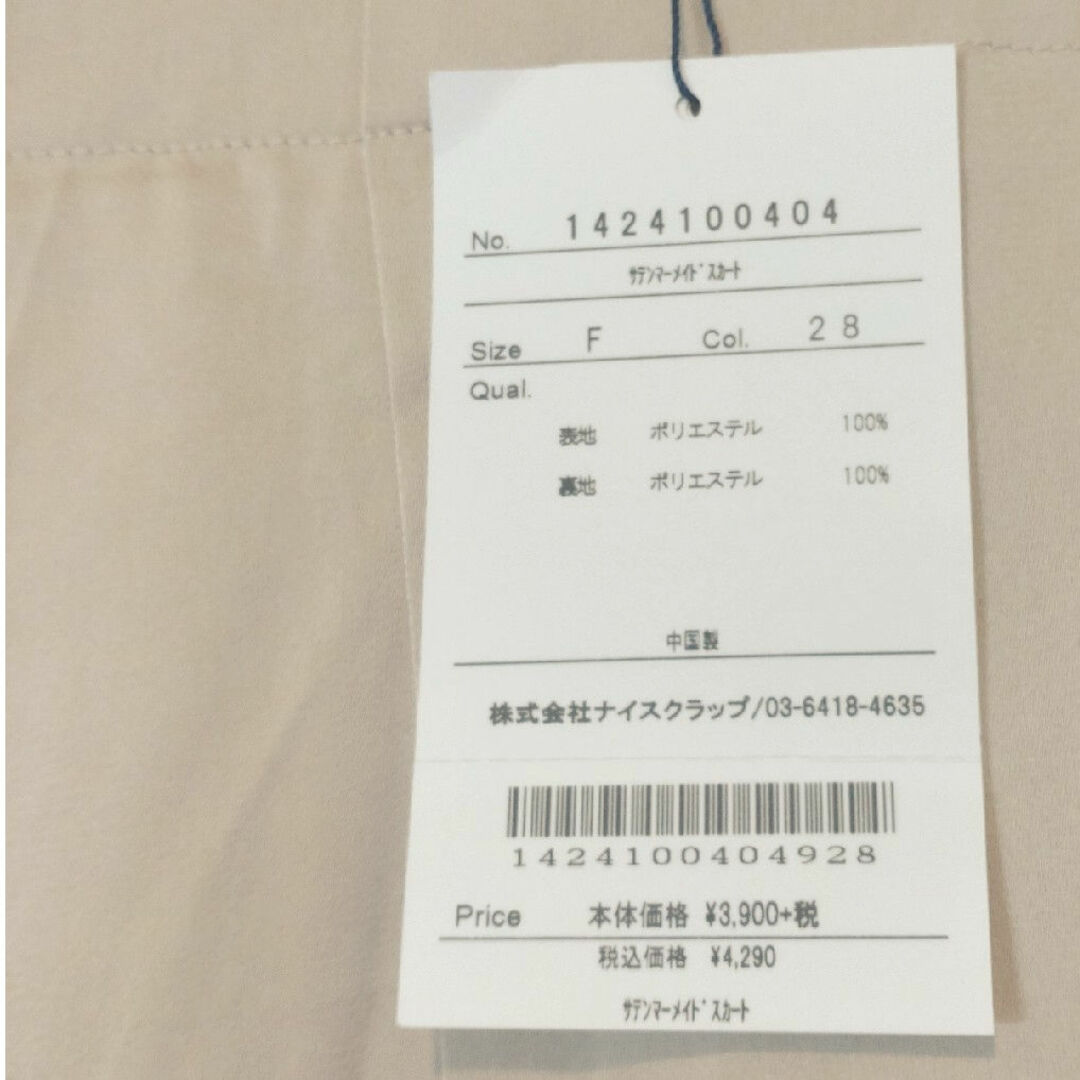 No. 1424100404
ｻﾃﾝﾏｰﾒｲﾄﾞｽｶｰﾄ
Size F Col. 28
Qual.
表地 ポリエステル 100%
裏地 ポリエステル 100%
中国製
株式会社ナイスクラップ/03-6418-4635
1424100404928
Price 本体価格 ¥3,900+税
税込価格 ¥4,290
ｻﾃﾝﾏｰﾒｲﾄﾞｽｶｰﾄ